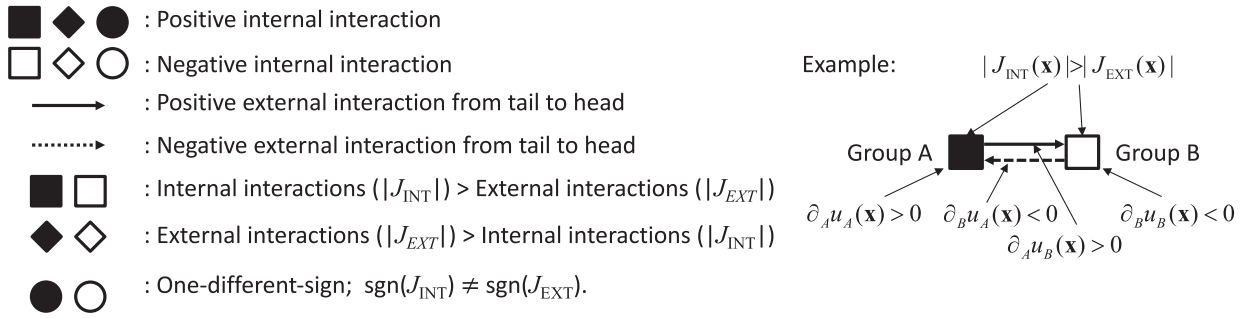 : Positive internal interaction
: Negative internal interaction
: Positive external interaction from tail to head
: Negative external interaction from tail to head
: Internal interactions (|J_INT|) > External interactions (|J_EXT|)
: External interactions (|J_EXT|) > Internal interactions (|J_INT|)
: One-different-sign; sgn(J_INT) ≠ sgn(J_EXT).
Example: |J_INT(x)|>|J_EXT(x)|
Group A Group B
∂_A u_A(x) > 0 ∂_B u_A(x) < 0 ∂_B u_B(x) < 0
∂_A u_B(x) > 0